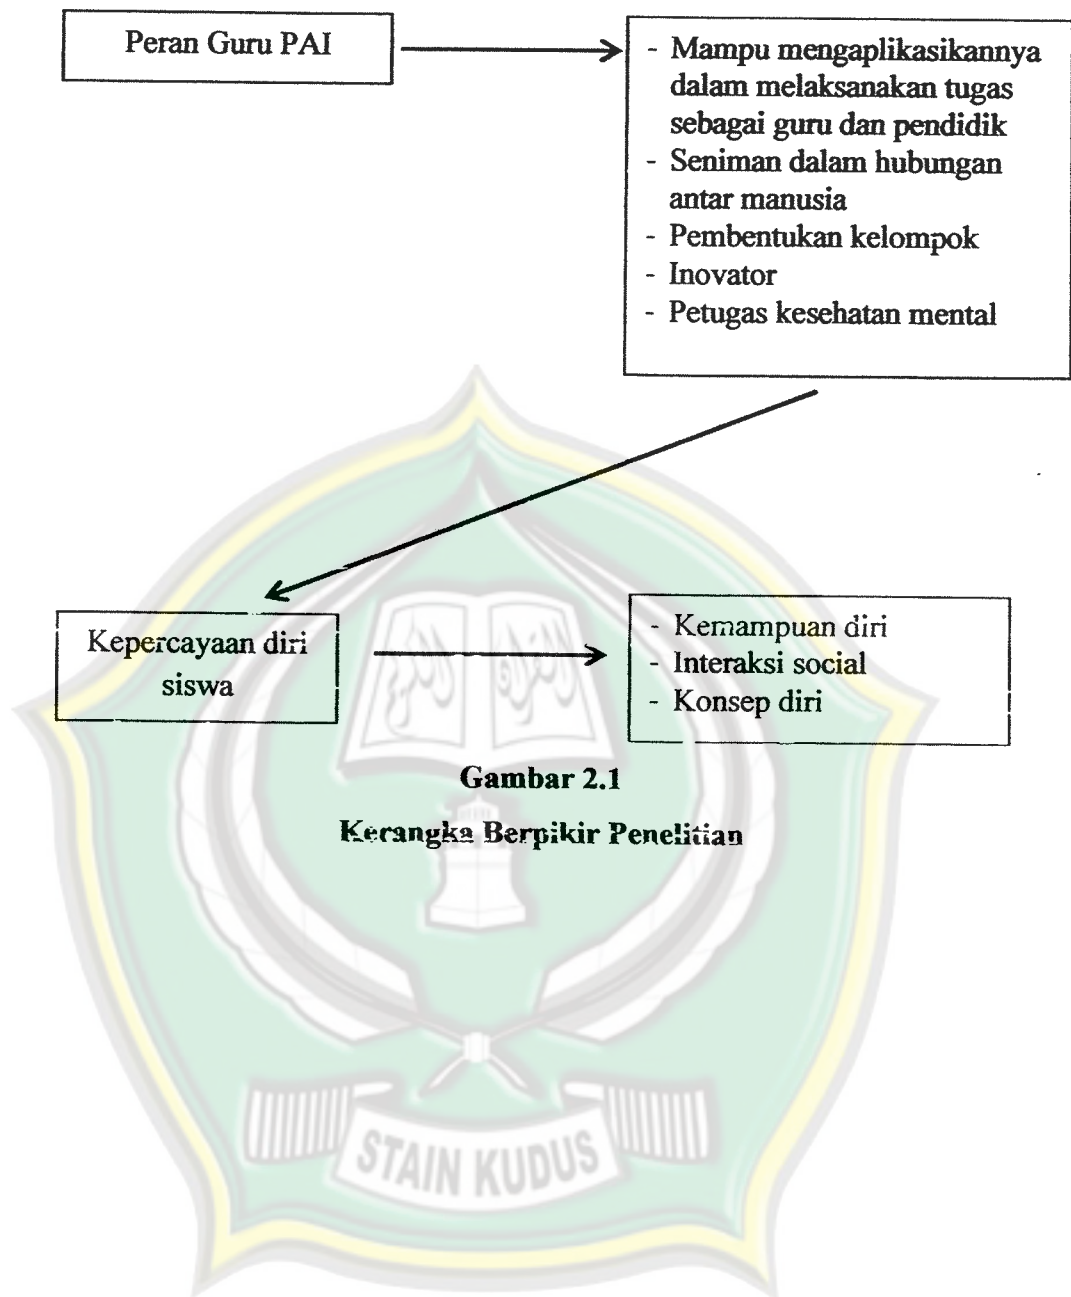 Peran Guru PAI
- Mampu mengaplikasikannya
dalam melaksanakan tugas
sebagai guru dan pendidik
- Seniman dalam hubungan
antar manusia
- Pembentukan kelompok
- Inovator
- Petugas kesehatan mental
Kepercayaan diri
siswa
- Kemampuan diri
- Interaksi social
- Konsep diri
Gambar 2.1
Kerangka Berpikir Penelitian
STAIN KUDUS